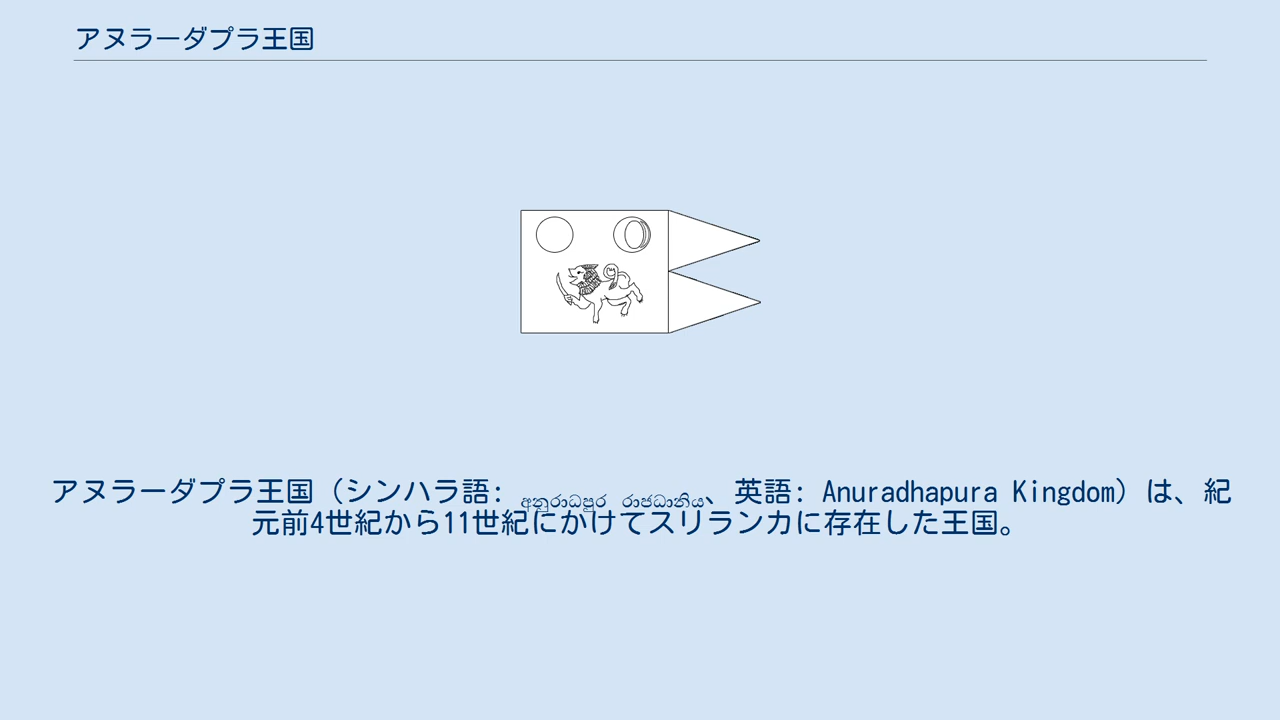 アヌラーダプラ王国
アヌラーダプラ王国（シンハラ語: අනුරාධපුර රාජධානිය、英語: Anuradhapura Kingdom）は、紀
元前4世紀から11世紀にかけてスリランカに存在した王国。